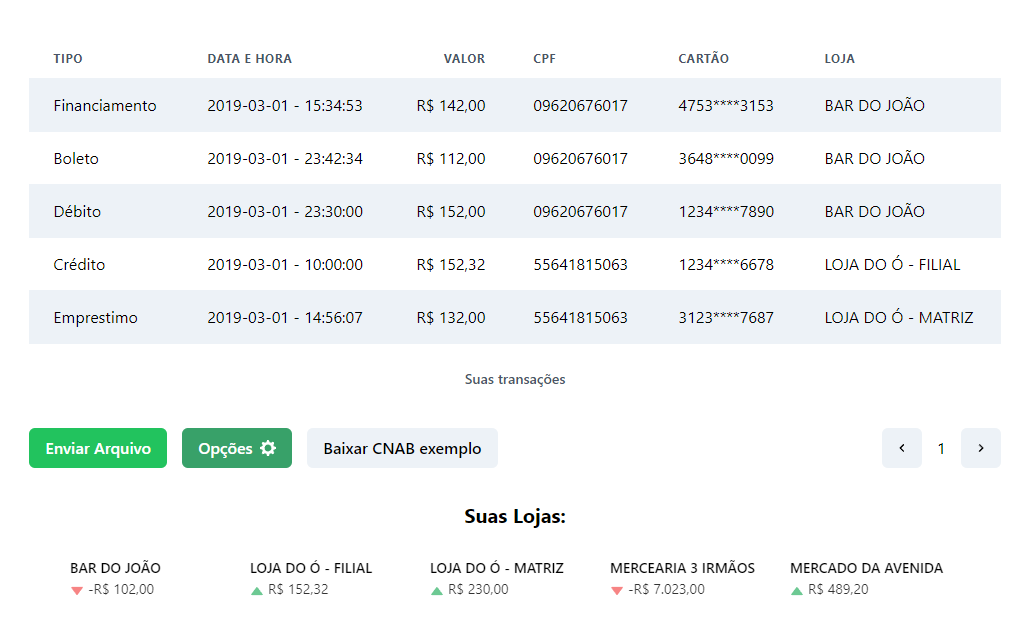 TIPO DATA E HORA VALOR CPF CARTÃO LOJA
Financiamento 2019-03-01 - 15:34:53 R$ 142,00 09620676017 4753****3153 BAR DO JOÃO
Boleto 2019-03-01 - 23:42:34 R$ 112,00 09620676017 3648****0099 BAR DO JOÃO
Débito 2019-03-01 - 23:30:00 R$ 152,00 09620676017 1234****7890 BAR DO JOÃO
Crédito 2019-03-01 - 10:00:00 R$ 152,32 55641815063 1234****6678 LOJA DO Ó - FILIAL
Emprestimo 2019-03-01 - 14:56:07 R$ 132,00 55641815063 3123****7687 LOJA DO Ó - MATRIZ
Suas transações
Enviar Arquivo Opções Baixar CNAB exemplo 1
Suas Lojas:
BAR DO JOÃO LOJA DO Ó - FILIAL LOJA DO Ó - MATRIZ MERCEARIA 3 IRMÃOS MERCADO DA AVENIDA
-R$ 102,00 R$ 152,32 R$ 230,00 -R$ 7.023,00 R$ 489,20